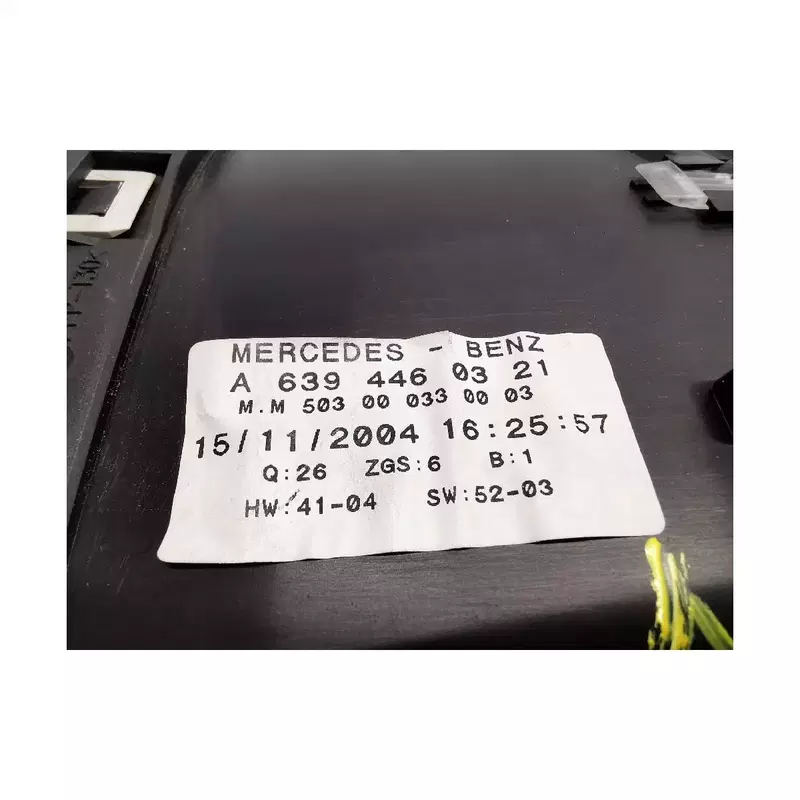 MERCEDES - BENZ
A 639 446 03 21
M.M 503 00 033 00 03
15/11/2004 16:25:57
Q:26 ZGS:6 B:1
HW:41-04 SW:52-03